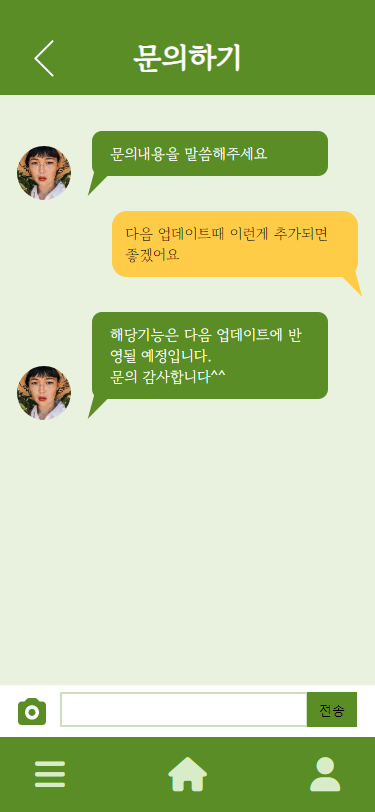 문의하기
문의내용을 말씀해주세요
다음 업데이트때 이런게 추가되면
좋겠어요
해당기능은 다음 업데이트에 반
영될 예정입니다.
문의 감사합니다^^
전송